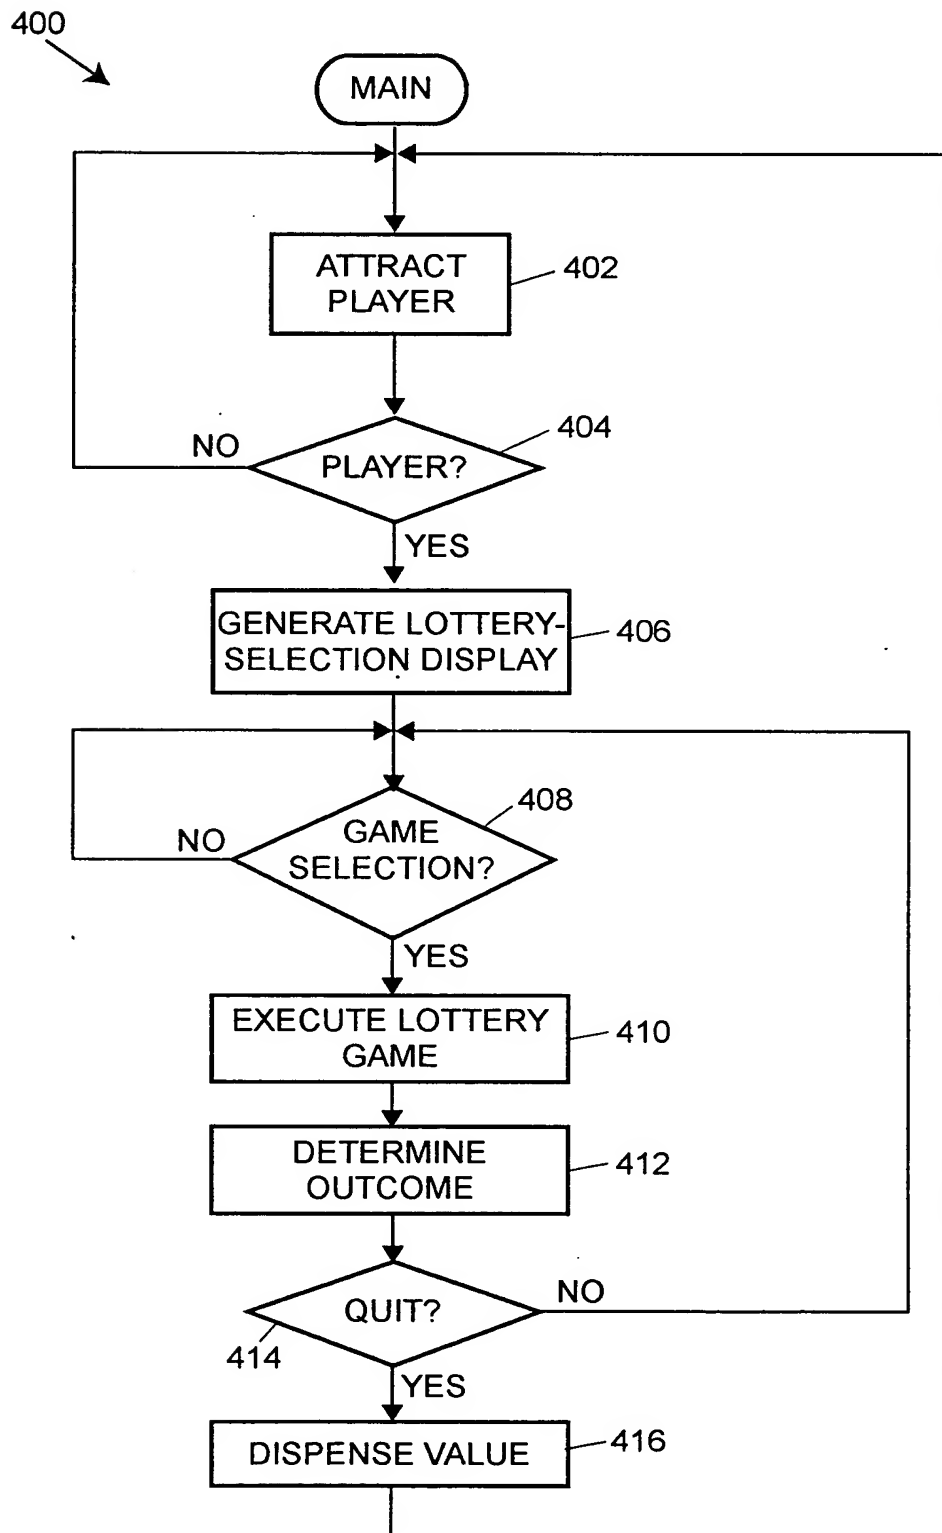 400
MAIN
ATTRACT
PLAYER
402
404
NO
PLAYER?
YES
GENERATE LOTTERY-
SELECTION DISPLAY
406
408
NO
GAME
SELECTION?
YES
EXECUTE LOTTERY
GAME
410
DETERMINE
OUTCOME
412
QUIT?
NO
414
YES
DISPENSE VALUE
416